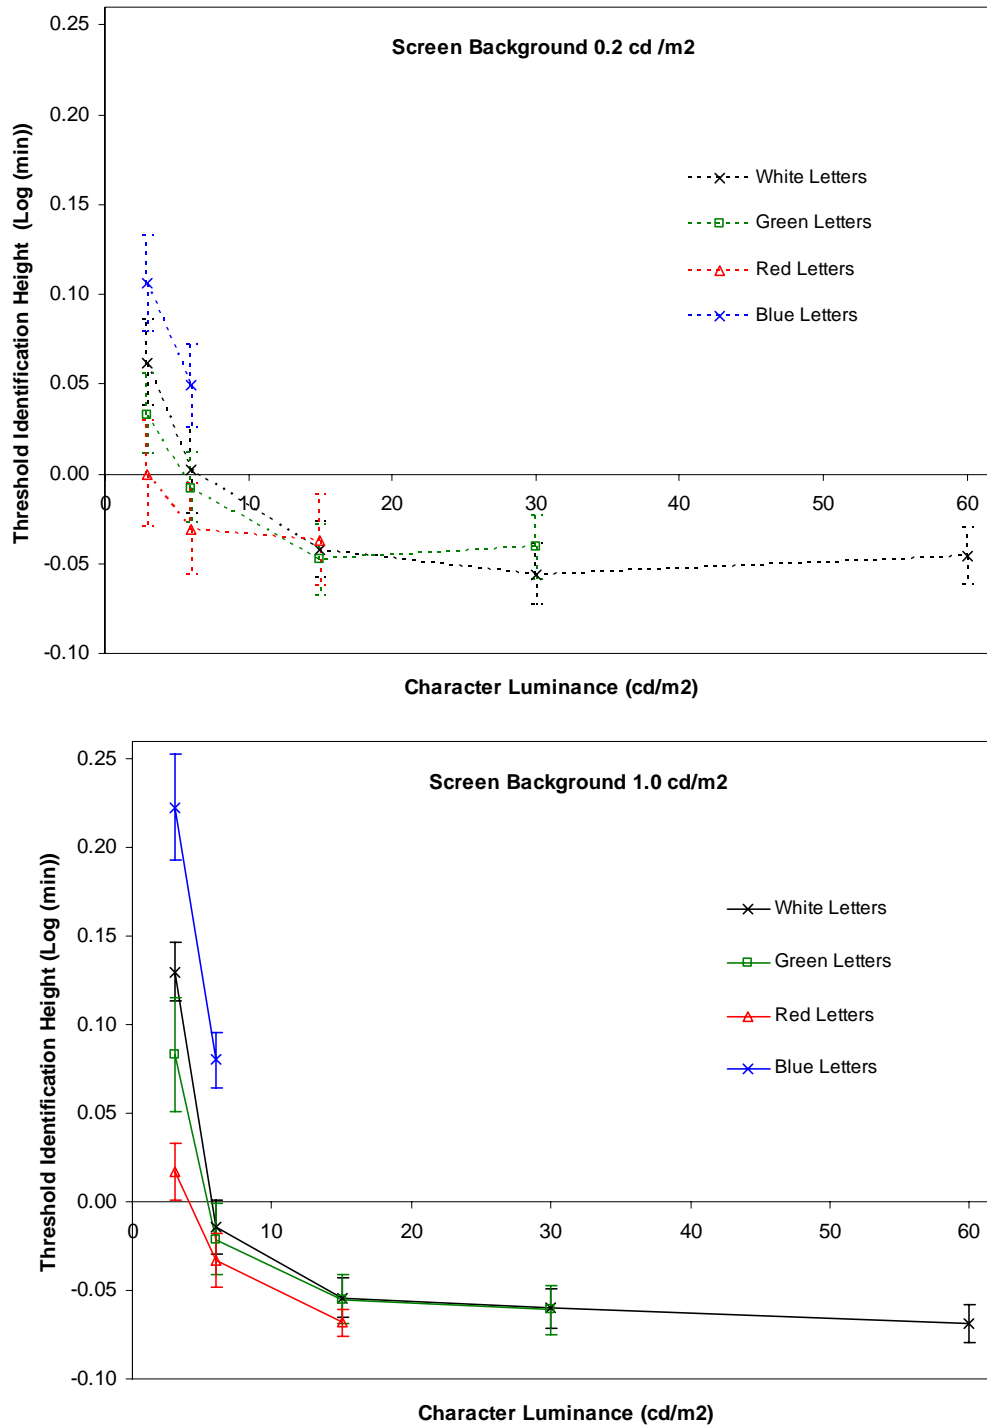 Screen Background 0.2 cd /m2
Threshold Identification Height (Log (min))
0.25
0.20
0.15
0.10
0.05
0.00
-0.05
-0.10
0 10 20 30 40 50 60
White Letters
Green Letters
Red Letters
Blue Letters
Character Luminance (cd/m2)
Screen Background 1.0 cd/m2
Threshold Identification Height (Log (min))
0.25
0.20
0.15
0.10
0.05
0.00
-0.05
-0.10
0 10 20 30 40 50 60
White Letters
Green Letters
Red Letters
Blue Letters
Character Luminance (cd/m2)